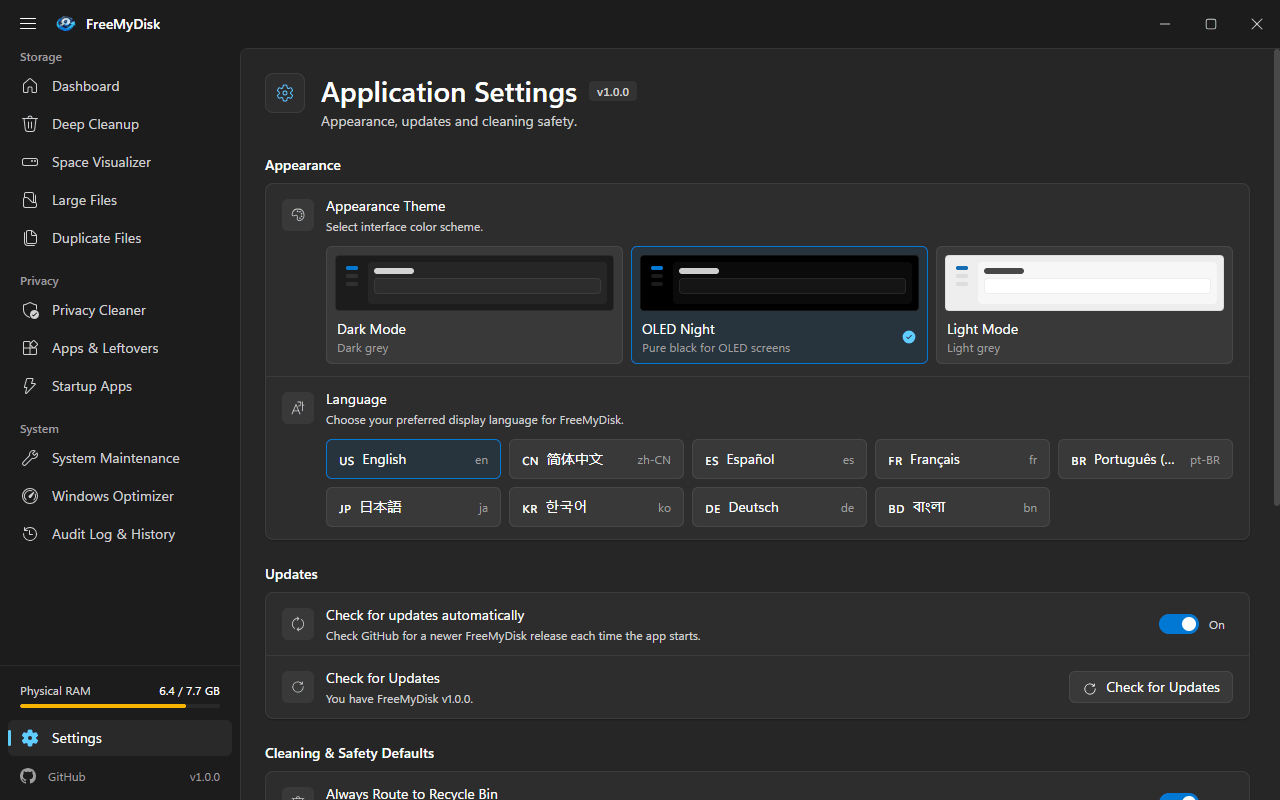 FreeMyDisk
Storage
Dashboard
Deep Cleanup
Space Visualizer
Large Files
Duplicate Files
Privacy
Privacy Cleaner
Apps & Leftovers
Startup Apps
System
System Maintenance
Windows Optimizer
Audit Log & History
Physical RAM 6.4 / 7.7 GB
Settings
GitHub v1.0.0
Application Settings v1.0.0
Appearance, updates and cleaning safety.
Appearance
Appearance Theme
Select interface color scheme.
Dark Mode
Dark grey
OLED Night
Pure black for OLED screens
Light Mode
Light grey
Language
Choose your preferred display language for FreeMyDisk.
US English en
CN 简体中文 zh-CN
ES Español es
FR Français fr
BR Português (... pt-BR
JP 日本語 ja
KR 한국어 ko
DE Deutsch de
BD বাংলা bn
Updates
Check for updates automatically
Check GitHub for a newer FreeMyDisk release each time the app starts.
On
Check for Updates
You have FreeMyDisk v1.0.0.
Check for Updates
Cleaning & Safety Defaults
Always Route to Recycle Bin